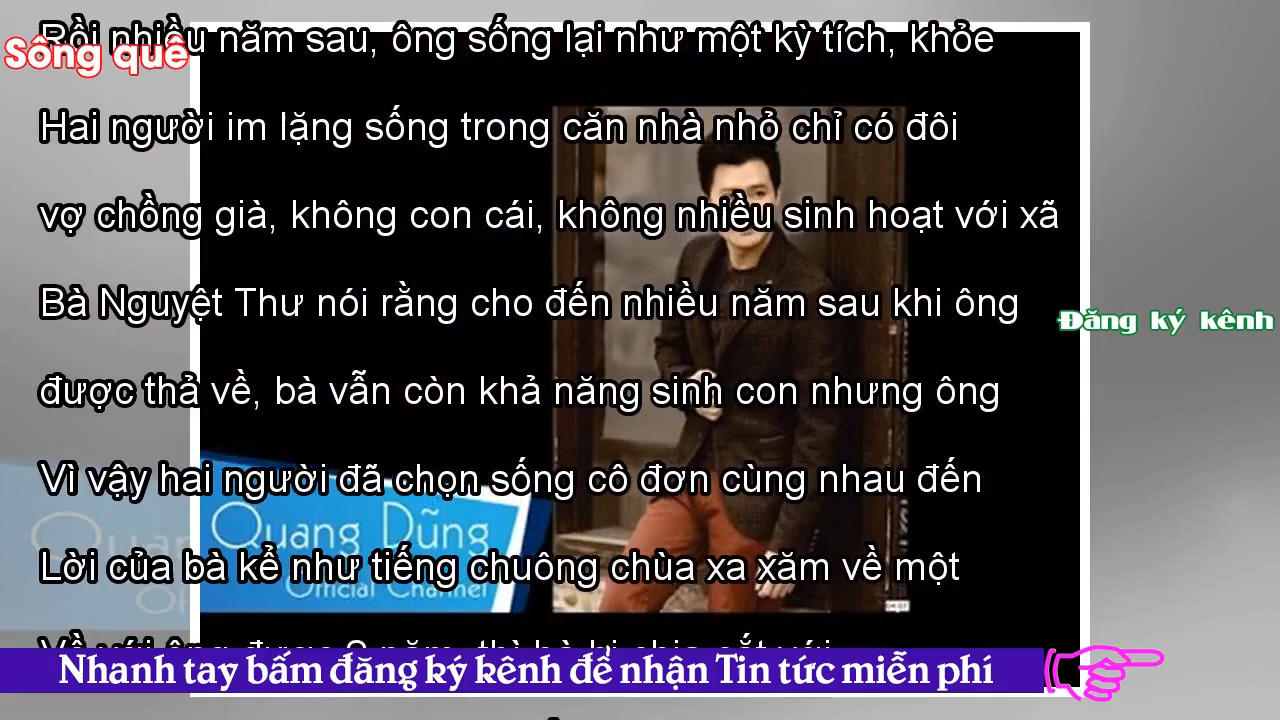 Rồi nhiều năm sau, ông sống lại như một kỳ tích, khỏe
Sông quê
Hai người im lặng sống trong căn nhà nhỏ chỉ có đôi
vợ chồng già, không con cái, không nhiều sinh hoạt với xã
Bà Nguyệt Thư nói rằng cho đến nhiều năm sau khi ông
Đăng ký kênh
được thả về, bà vẫn còn khả năng sinh con nhưng ông
Vì vậy hai người đã chọn sống cô đơn cùng nhau đến
Quang Dũng
Lời của bà kể như tiếng chuông chùa xa xăm về một
Official Channel
Nhanh tay bấm đăng ký kênh để nhận Tin tức miễn phí